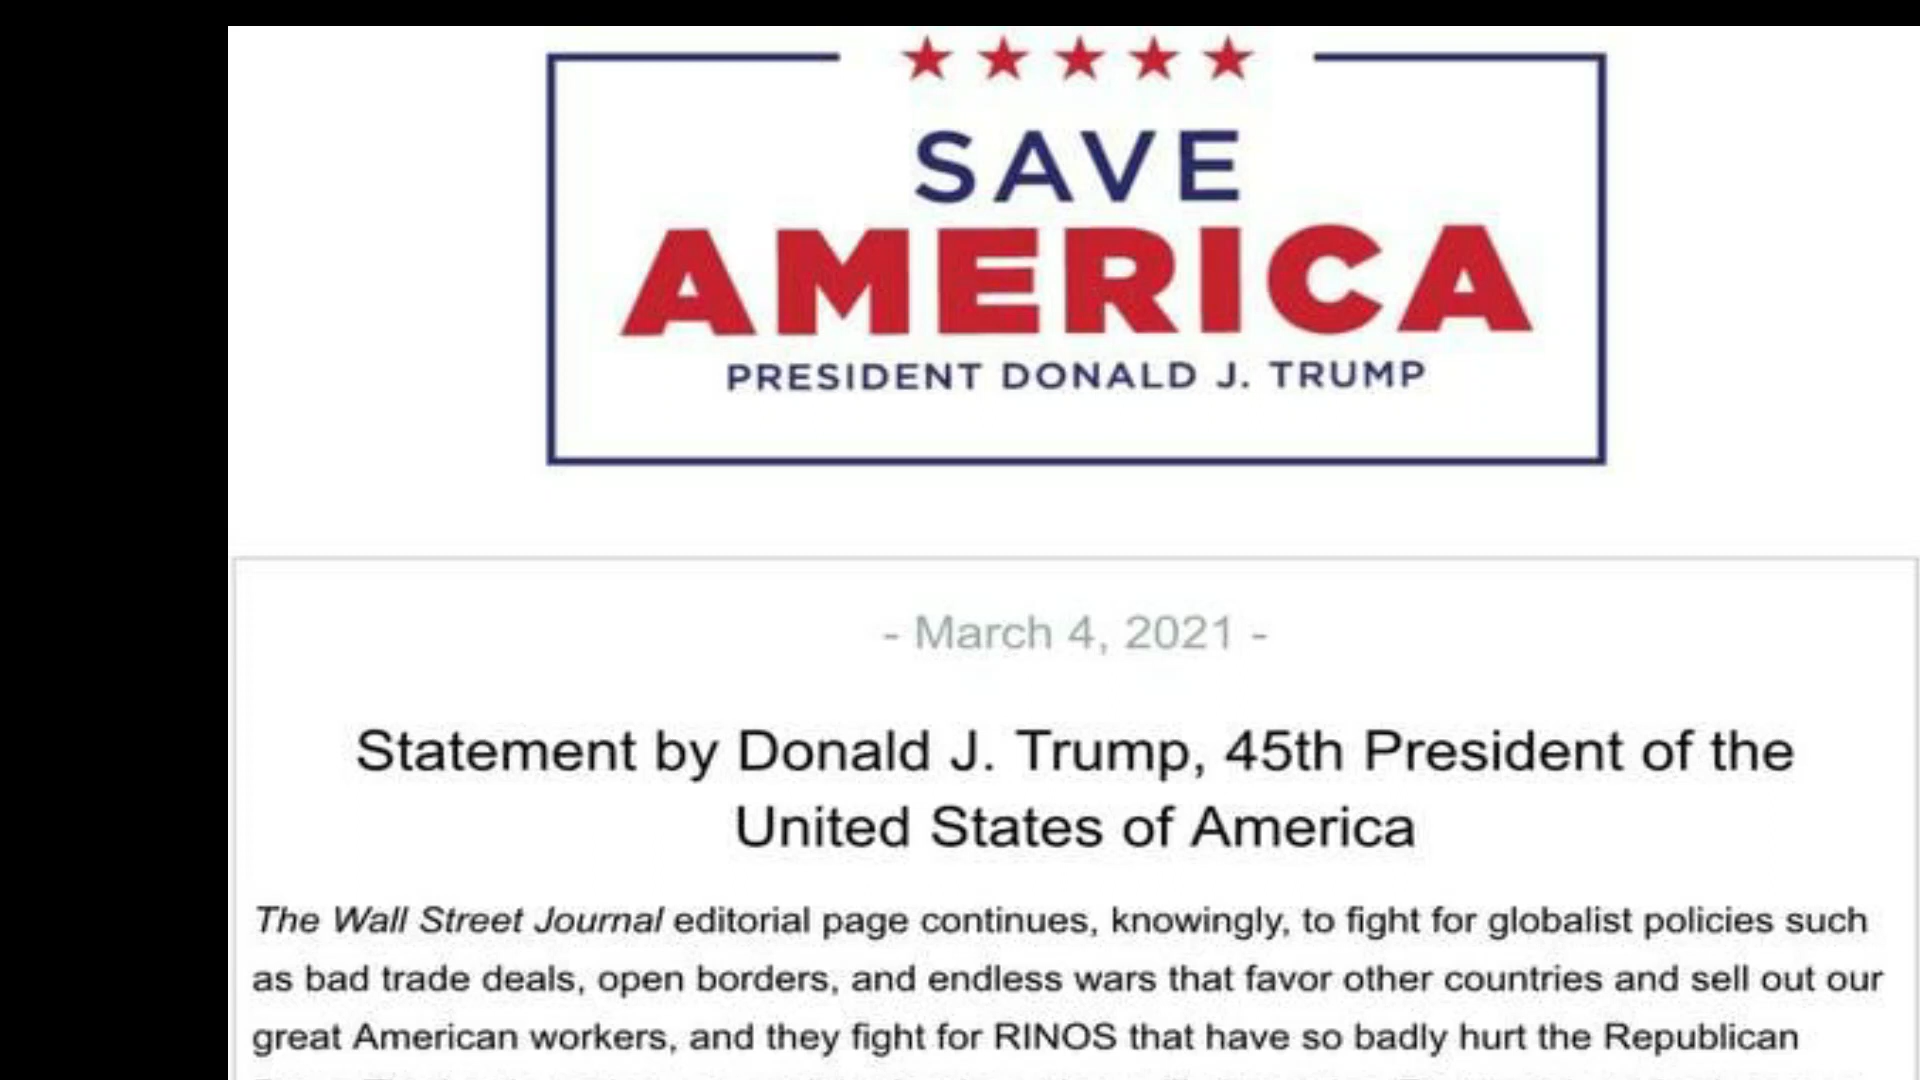 SAVE
AMERICA
PRESIDENT DONALD J. TRUMP
- March 4, 2021 -
Statement by Donald J. Trump, 45th President of the
United States of America
The Wall Street Journal editorial page continues, knowingly, to fight for globalist policies such
as bad trade deals, open borders, and endless wars that favor other countries and sell out our
great American workers, and they fight for RINOS that have so badly hurt the Republican